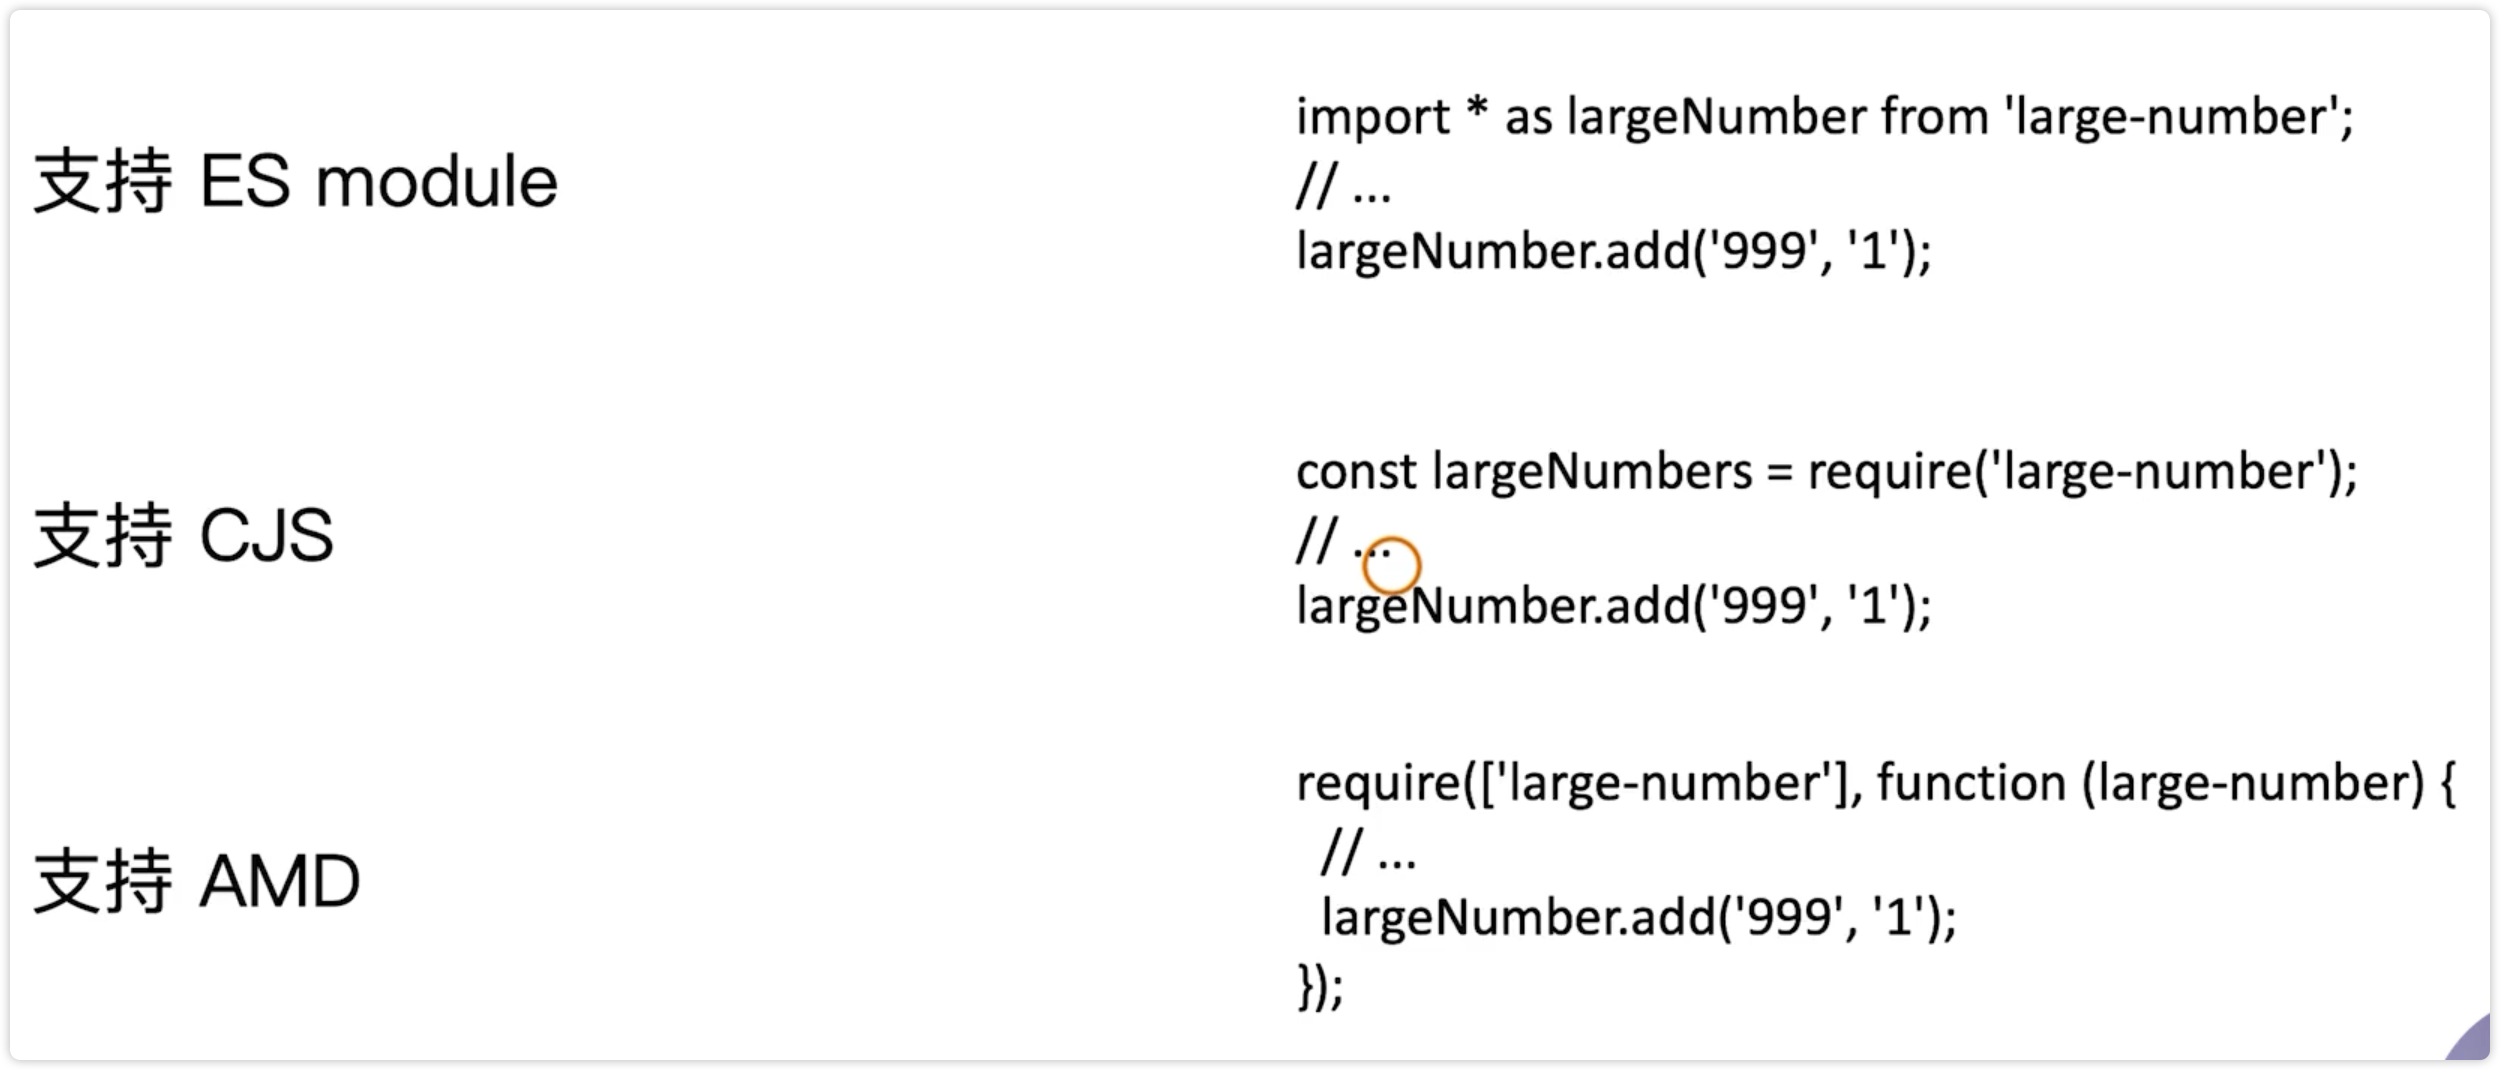 支持 ES module
import * as largeNumber from 'large-number';
// ...
largeNumber.add('999', '1');
支持 CJS
const largeNumbers = require('large-number');
// ...
largeNumber.add('999', '1');
支持 AMD
require(['large-number'], function (large-number) {
// ...
largeNumber.add('999', '1');
});